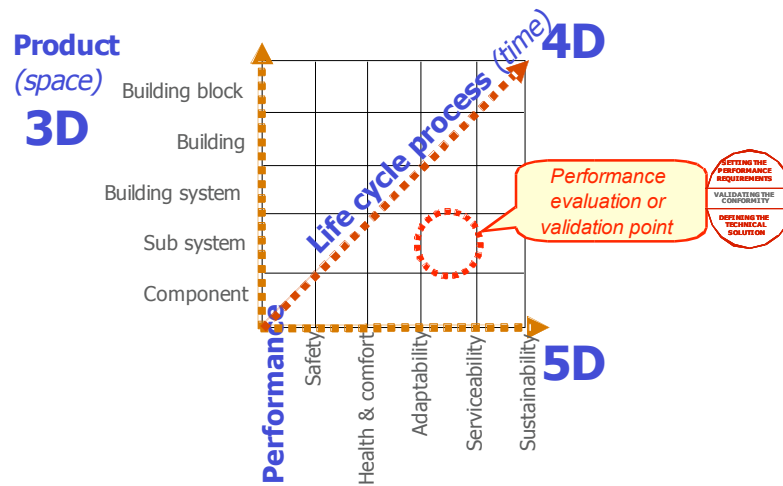 Product
(space)
3D
4D
Building block
Building
Building system
Sub system
Component
Life cycle process (time)
Performance
evaluation or
validation point
SETTING THE
PERFORMANCE
REQUIREMENTS
VALIDATING THE
CONFORMITY
DEFINING THE
TECHNICAL
SOLUTION
Performance
Safety
Health & comfort
Adaptability
Serviceability
Sustainability
5D